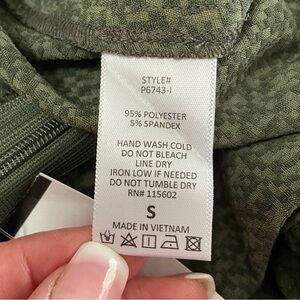 STYLE#
P6743-I
95% POLYESTER
5% SPANDEX
HAND WASH COLD
DO NOT BLEACH
LINE DRY
IRON LOW IF NEEDED
DO NOT TUMBLE DRY
RN# 115602
S
MADE IN VIETNAM